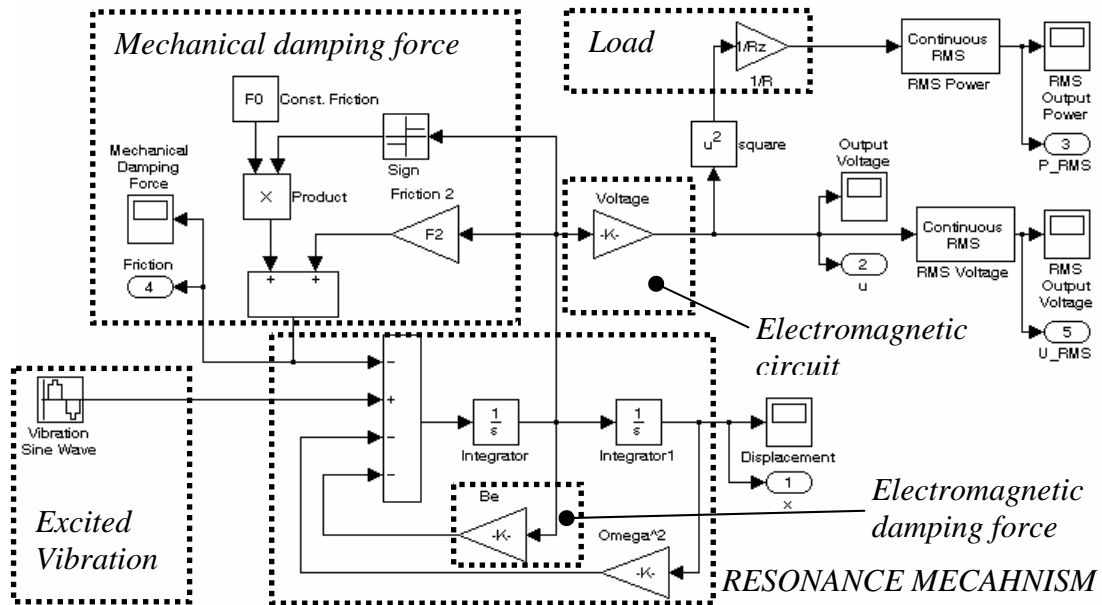 Mechanical damping force
Load
F0
Const. Friction
Mechanical
Damping
Force
Sign
×
Product
Friction 2
F2
Friction
4
+ +
1/Rz
1/R
Continuous
RMS
RMS Power
RMS
Output
Power
3
P_RMS
u²
square
Output
Voltage
Voltage
-K-
2
u
Continuous
RMS
RMS Voltage
RMS
Output
Voltage
5
U_RMS
Electromagnetic
circuit
Vibration
Sine Wave
Excited
Vibration
−
+
−
−
1
s
Integrator
1
s
Integrator1
Displacement
1
x
Be
-K-
Omega^2
-K-
Electromagnetic
damping force
RESONANCE MECAHNISM